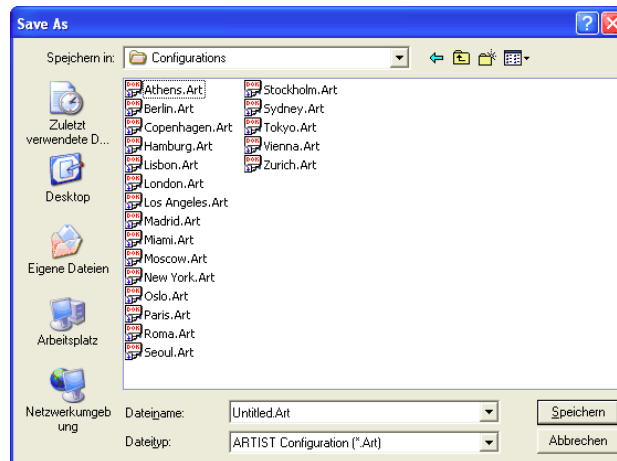 Save As
Speichern in:
Configurations
Zuletzt
verwendete D...
Desktop
Eigene Dateien
Arbeitsplatz
Netzwerkumgeb
ung
Athens.Art
Berlin.Art
Copenhagen.Art
Hamburg.Art
Lisbon.Art
London.Art
Los Angeles.Art
Madrid.Art
Miami.Art
Moscow.Art
New York.Art
Oslo.Art
Paris.Art
Roma.Art
Seoul.Art
Stockholm.Art
Sydney.Art
Tokyo.Art
Vienna.Art
Zurich.Art
Dateiname:
Untitled.Art
Speichern
Dateityp:
ARTIST Configuration (*.Art)
Abbrechen